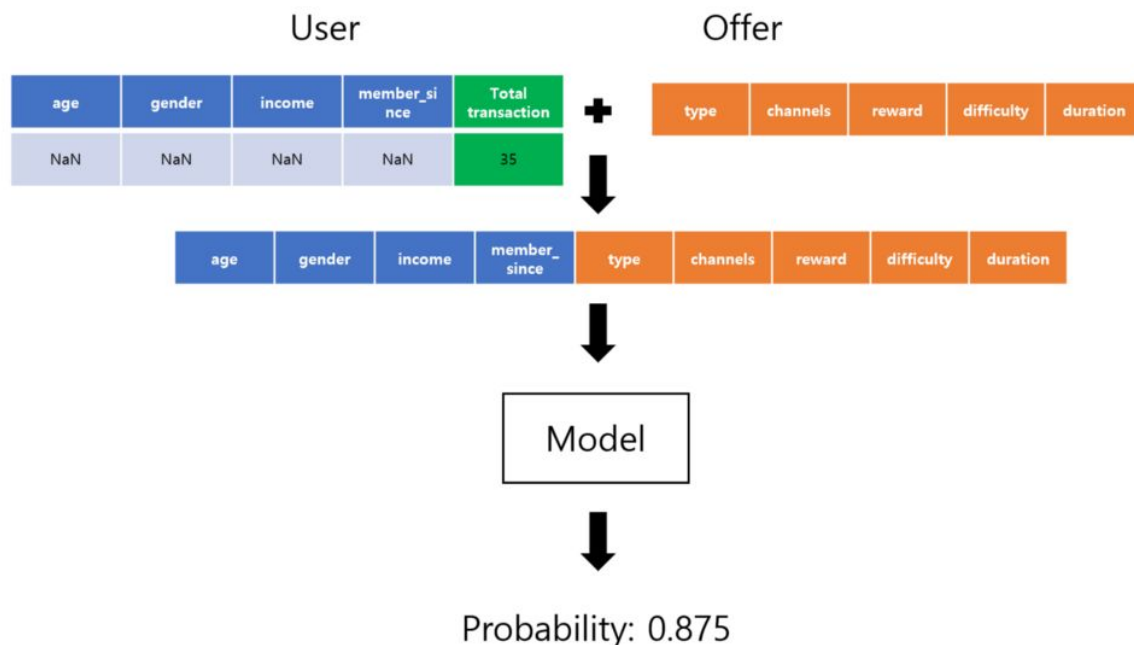 User
Offer
age gender income member_si
nce Total
transaction
type channels reward difficulty duration
NaN NaN NaN NaN 35
age gender income member_
since type channels reward difficulty duration
Model
Probability: 0.875